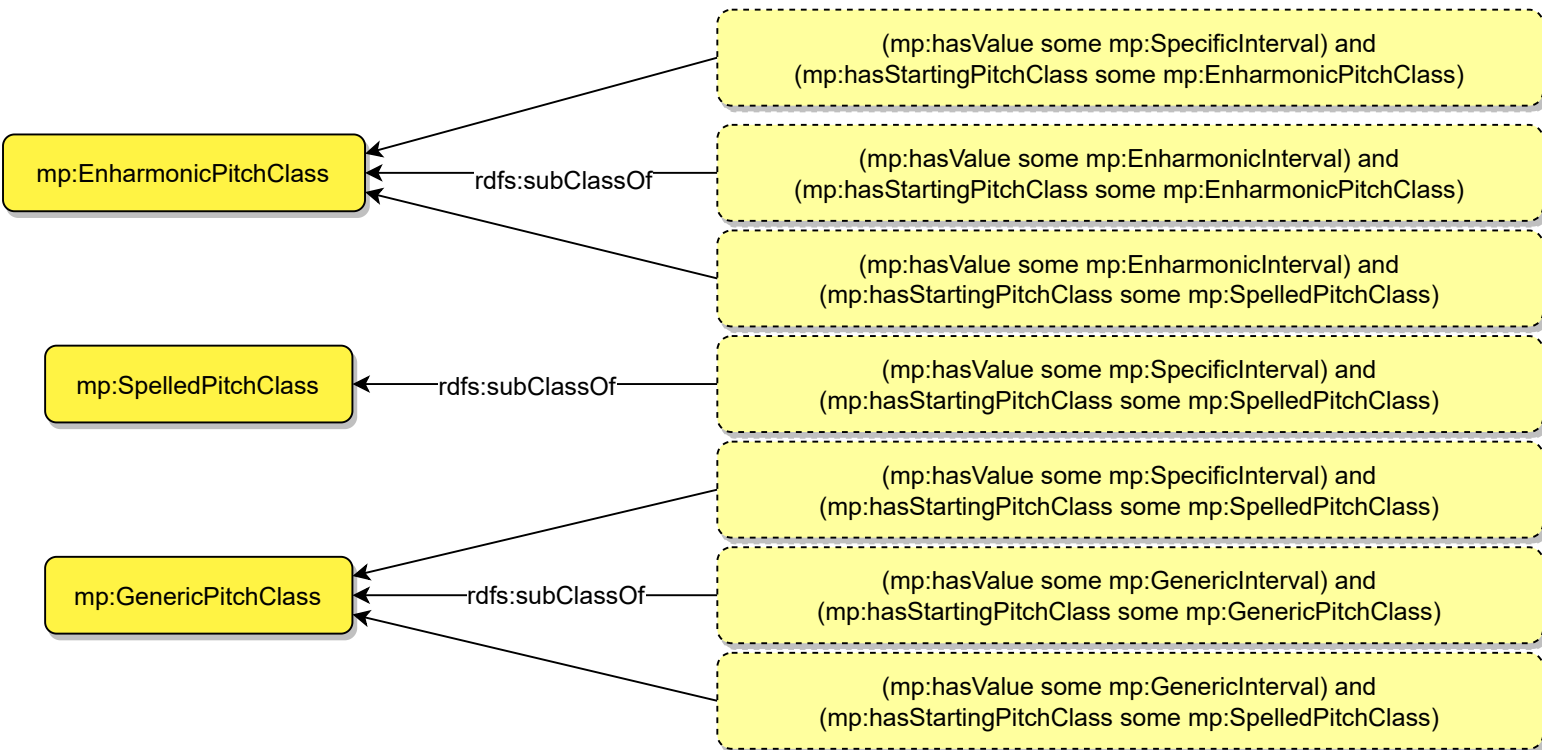 (mp:hasValue some mp:SpecificInterval) and
(mp:hasStartingPitchClass some mp:EnharmonicPitchClass)
mp:EnharmonicPitchClass
rdfs:subClassOf
(mp:hasValue some mp:EnharmonicInterval) and
(mp:hasStartingPitchClass some mp:EnharmonicPitchClass)
(mp:hasValue some mp:EnharmonicInterval) and
(mp:hasStartingPitchClass some mp:SpelledPitchClass)
mp:SpelledPitchClass
rdfs:subClassOf
(mp:hasValue some mp:SpecificInterval) and
(mp:hasStartingPitchClass some mp:SpelledPitchClass)
(mp:hasValue some mp:SpecificInterval) and
(mp:hasStartingPitchClass some mp:SpelledPitchClass)
mp:GenericPitchClass
rdfs:subClassOf
(mp:hasValue some mp:GenericInterval) and
(mp:hasStartingPitchClass some mp:GenericPitchClass)
(mp:hasValue some mp:GenericInterval) and
(mp:hasStartingPitchClass some mp:SpelledPitchClass)